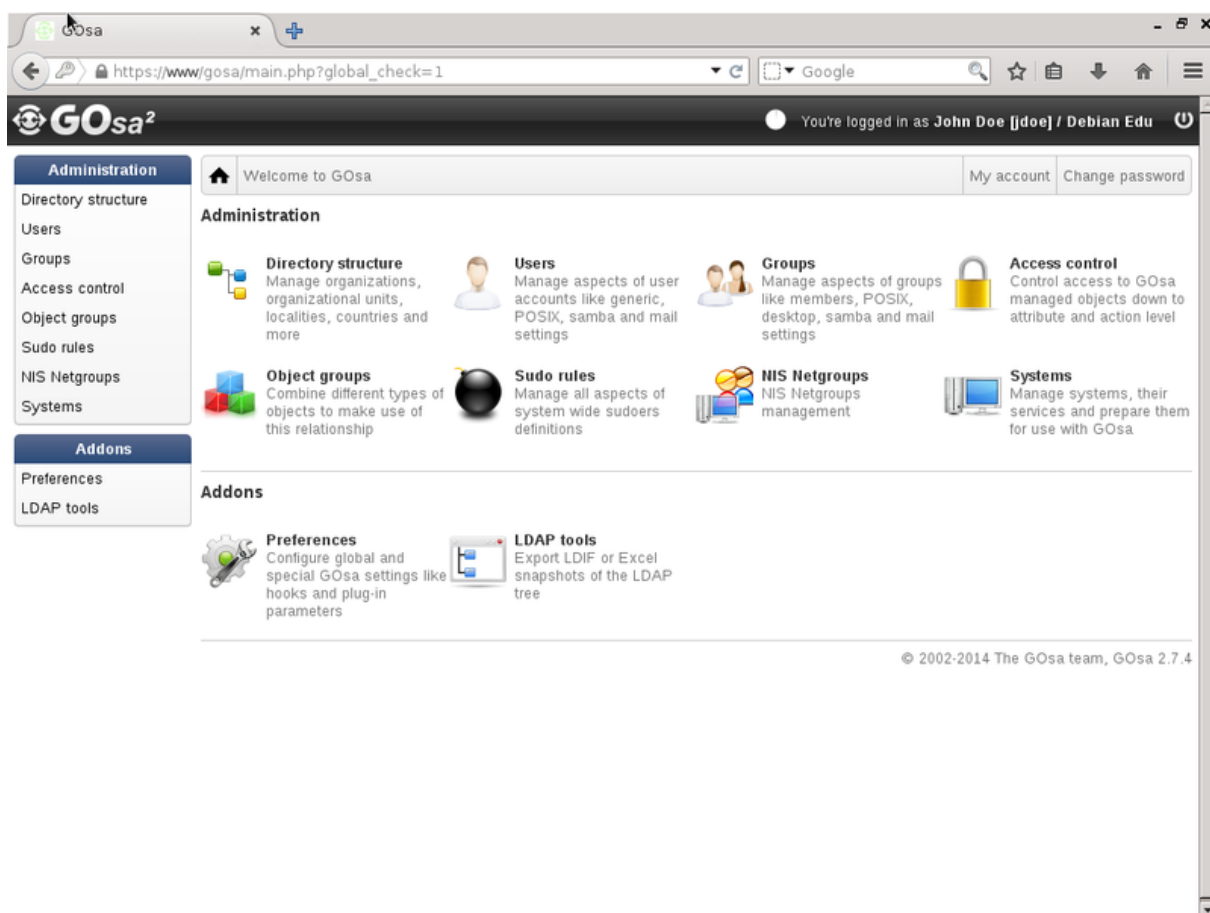 GOsa
https://www/gosa/main.php?global_check=1
Google
GOsa²
You're logged in as John Doe [jdoe] / Debian Edu
Administration
Directory structure
Users
Groups
Access control
Object groups
Sudo rules
NIS Netgroups
Systems
Addons
Preferences
LDAP tools
Welcome to GOsa
My account
Change password
Administration
Directory structure
Manage organizations,
organizational units,
localities, countries and
more
Users
Manage aspects of user
accounts like generic,
POSIX, samba and mail
settings
Groups
Manage aspects of groups
like members, POSIX,
desktop, samba and mail
settings
Access control
Control access to GOsa
managed objects down to
attribute and action level
Object groups
Combine different types of
objects to make use of
this relationship
Sudo rules
Manage all aspects of
system wide sudoers
definitions
NIS Netgroups
NIS Netgroups
management
Systems
Manage systems, their
services and prepare them
for use with GOsa
Addons
Preferences
Configure global and
special GOsa settings like
hooks and plug-in
parameters
LDAP tools
Export LDIF or Excel
snapshots of the LDAP
tree
© 2002-2014 The GOsa team, GOsa 2.7.4